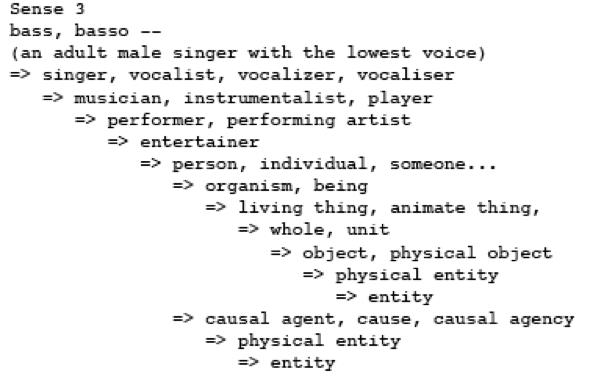 Sense 3
bass, basso --
(an adult male singer with the lowest voice)
=> singer, vocalist, vocalizer, vocaliser
=> musician, instrumentalist, player
=> performer, performing artist
=> entertainer
=> person, individual, someone...
=> organism, being
=> living thing, animate thing,
=> whole, unit
=> object, physical object
=> physical entity
=> entity
=> causal agent, cause, causal agency
=> physical entity
=> entity